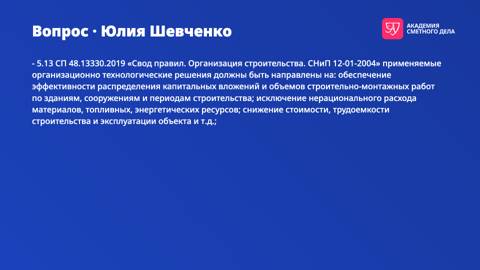 Вопрос · Юлия Шевченко
АКАДЕМИЯ
СМЕТНОГО ДЕЛА
- 5.13 СП 48.13330.2019 «Свод правил. Организация строительства. СНиП 12-01-2004» применяемые
организационно технологические решения должны быть направлены на: обеспечение
эффективности распределения капитальных вложений и объемов строительно-монтажных работ
по зданиям, сооружениям и периодам строительства; исключение нерационального расхода
материалов, топливных, энергетических ресурсов; снижение стоимости, трудоемкости
строительства и эксплуатации объекта и т.д.;